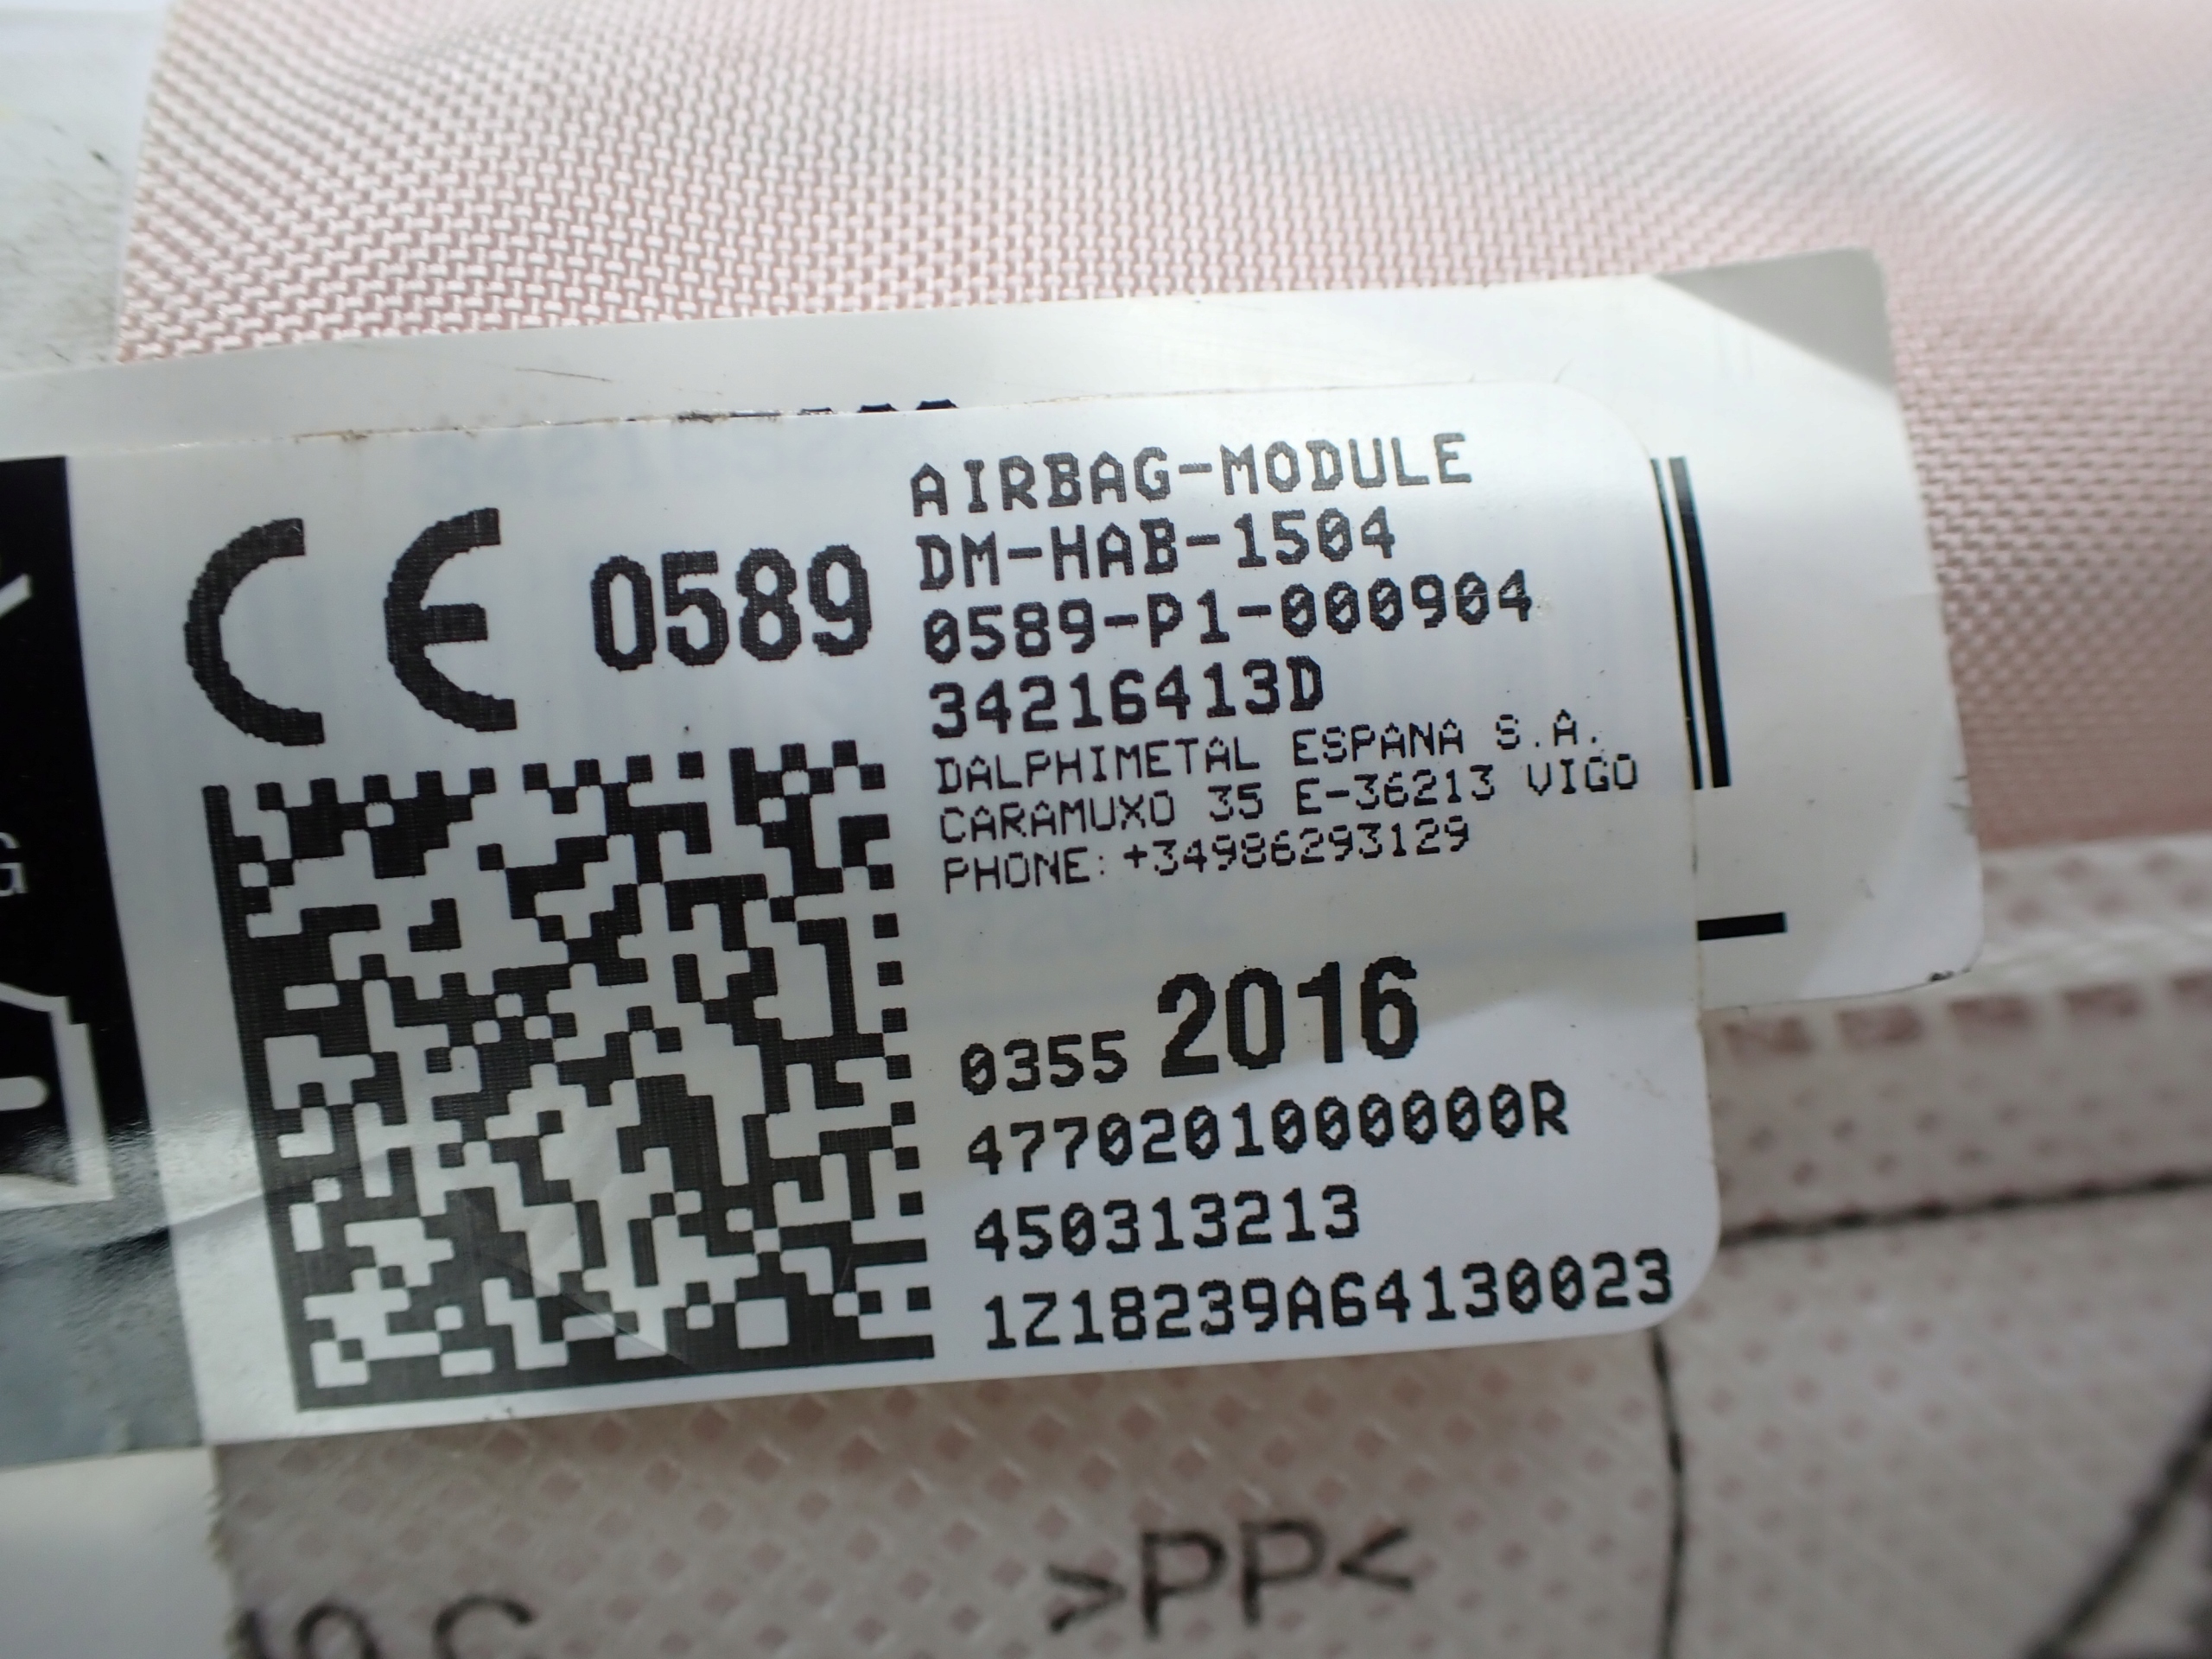 CE 0589
AIRBAG-MODULE
DM-HAB-1504
0589-P1-000904
34216413D
DALPHIMETAL ESPANA S.A.
CARAMUXO 35 E-36213 VIGO
PHONE: +34986293129
0355 2016
4770201000000R
450313213
1Z18239A64130023
G
>PP<